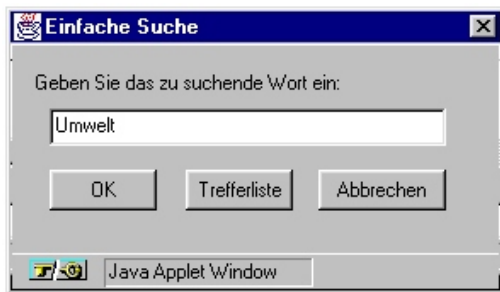 Einfache Suche
Geben Sie das zu suchende Wort ein:
Umwelt
OK Trefferliste Abbrechen
Java Applet Window